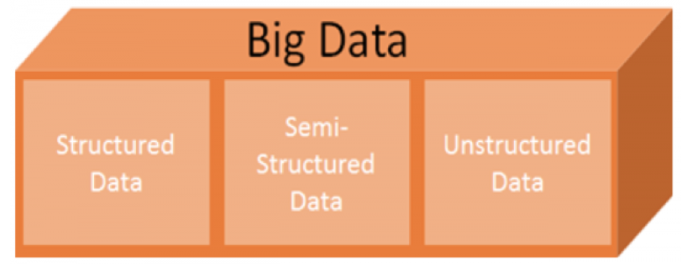 Big Data
Structured
Data
Semi-
Structured
Data
Unstructured
Data